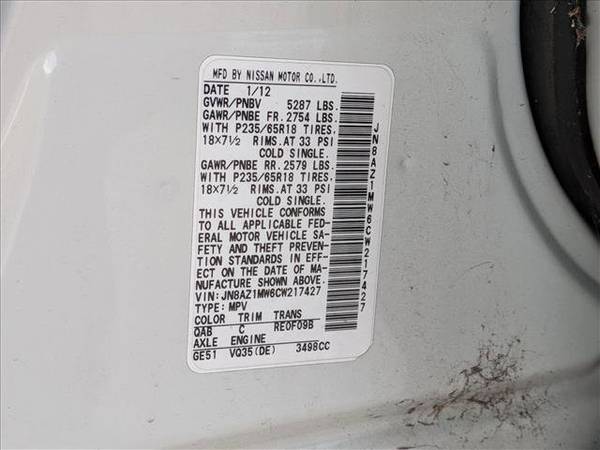 MFD BY NISSAN MOTOR CO.,LTD.
DATE 1/12
GVWR/PNBV 5287 LBS.
GAWR/PNBE FR. 2754 LBS.
WITH P235/65R18 TIRES.
18×7½ RIMS.AT 33 PSI
COLD SINGLE.
GAWR/PNBE RR. 2579 LBS.
WITH P235/65R18 TIRES.
18×7½ RIMS.AT 33 PSI
COLD SINGLE.
THIS VEHICLE CONFORMS
TO ALL APPLICABLE FED-
ERAL MOTOR VEHICLE SA-
FETY AND THEFT PREVEN-
TION STANDARDS IN EFF-
ECT ON THE DATE OF MA-
NUFACTURE SHOWN ABOVE.
VIN: JN8AZ1MW6CW217427
TYPE: MPV
COLOR TRIM TRANS
QAB C RE0F09B
AXLE ENGINE
GE51 VQ35(DE) 3498CC
JN8AZ1MW6CW217427